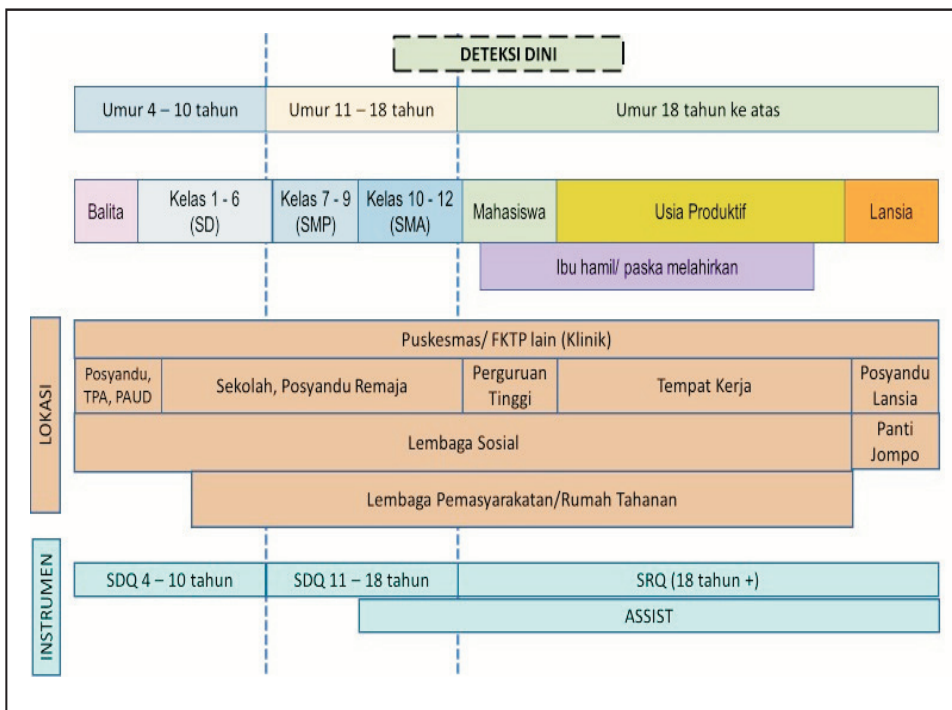 DETEKSI DINI
Umur 4 – 10 tahun
Umur 11 – 18 tahun
Umur 18 tahun ke atas
Balita
Kelas 1 - 6
(SD)
Kelas 7 - 9
(SMP)
Kelas 10 - 12
(SMA)
Mahasiswa
Usia Produktif
Lansia
Ibu hamil/ paska melahirkan
LOKASI
Puskesmas/ FKTP lain (Klinik)
Posyandu,
TPA, PAUD
Sekolah, Posyandu Remaja
Perguruan
Tinggi
Tempat Kerja
Posyandu
Lansia
Lembaga Sosial
Panti
Jompo
Lembaga Pemasyarakatan/Rumah Tahanan
INSTRUMEN
SDQ 4 – 10 tahun
SDQ 11 – 18 tahun
SRQ (18 tahun +)
ASSIST